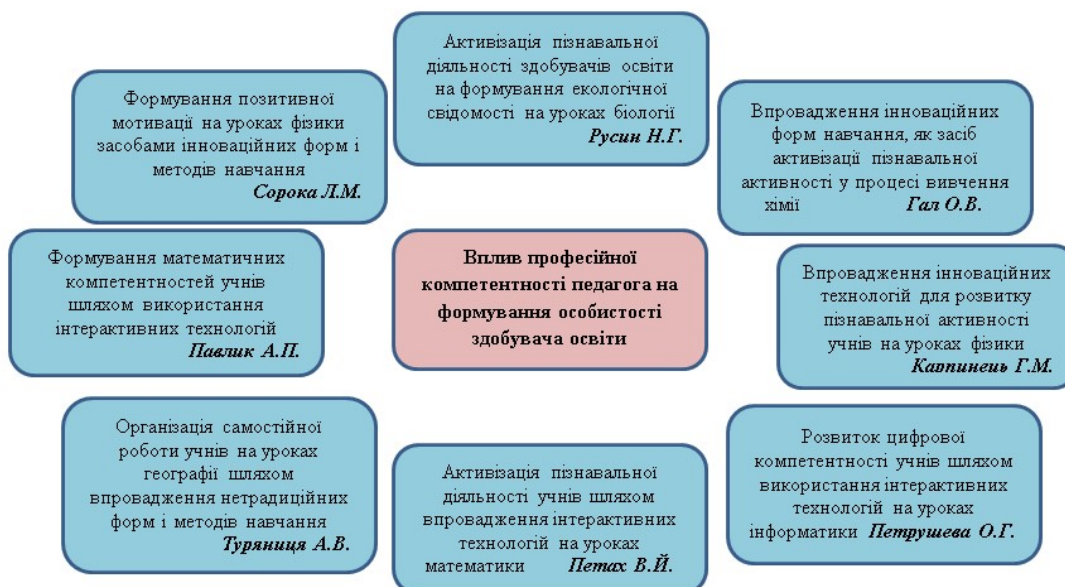 Активізація пізнавальної
діяльності здобувачів освіти
на формування екологічної
свідомості на уроках біології
Русин Н.Г.
Формування позитивної
мотивації на уроках фізики
засобами інноваційних форм і
методів навчання
Сорока Л.М.
Впровадження інноваційних
форм навчання, як засіб
активізації пізнавальної
активності у процесі вивчення
хімії Гал О.В.
Формування математичних
компетентностей учнів
шляхом використання
інтерактивних технологій
Павлик А.П.
Вплив професійної
компетентності педагога на
формування особистості
здобувача освіти
Впровадження інноваційних
технологій для розвитку
пізнавальної активності
учнів на уроках фізики
Карпинець Г.М.
Організація самостійної
роботи учнів на уроках
географії шляхом
впровадження нетрадиційних
форм і методів навчання
Туряниця А.В.
Активізація пізнавальної
діяльності учнів шляхом
впровадження інтерактивних
технологій на уроках
математики Петах В.Й.
Розвиток цифрової
компетентності учнів шляхом
використання інтерактивних
технологій на уроках
інформатики Петрушева О.Г.